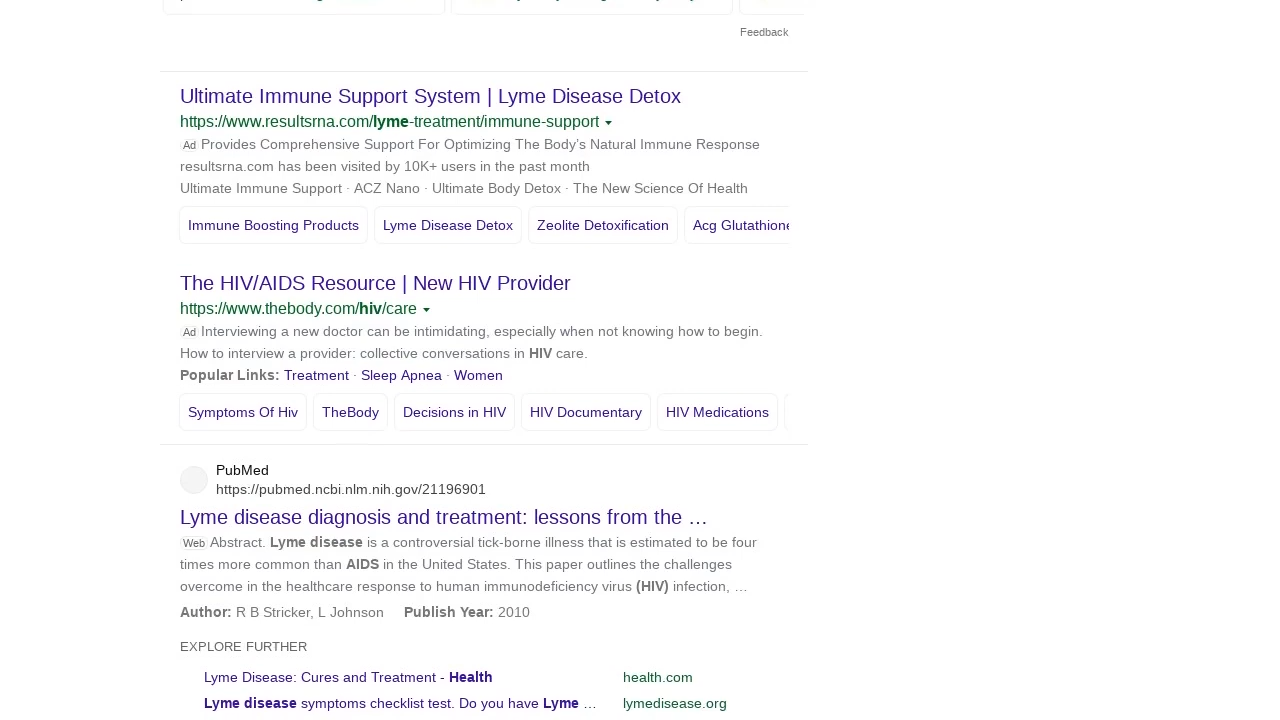 Feedback
Ultimate Immune Support System | Lyme Disease Detox
https://www.resultsrna.com/lyme-treatment/immune-support
Ad Provides Comprehensive Support For Optimizing The Body's Natural Immune Response
resultsrna.com has been visited by 10K+ users in the past month
Ultimate Immune Support · ACZ Nano · Ultimate Body Detox · The New Science Of Health
Immune Boosting Products Lyme Disease Detox Zeolite Detoxification Acg Glutathione
The HIV/AIDS Resource | New HIV Provider
https://www.thebody.com/hiv/care
Ad Interviewing a new doctor can be intimidating, especially when not knowing how to begin.
How to interview a provider: collective conversations in HIV care.
Popular Links: Treatment · Sleep Apnea · Women
Symptoms Of Hiv TheBody Decisions in HIV HIV Documentary HIV Medications
PubMed
https://pubmed.ncbi.nlm.nih.gov/21196901
Lyme disease diagnosis and treatment: lessons from the …
Web Abstract. Lyme disease is a controversial tick-borne illness that is estimated to be four
times more common than AIDS in the United States. This paper outlines the challenges
overcome in the healthcare response to human immunodeficiency virus (HIV) infection, …
Author: R B Stricker, L Johnson Publish Year: 2010
EXPLORE FURTHER
Lyme Disease: Cures and Treatment - Health health.com
Lyme disease symptoms checklist test. Do you have Lyme … lymedisease.org